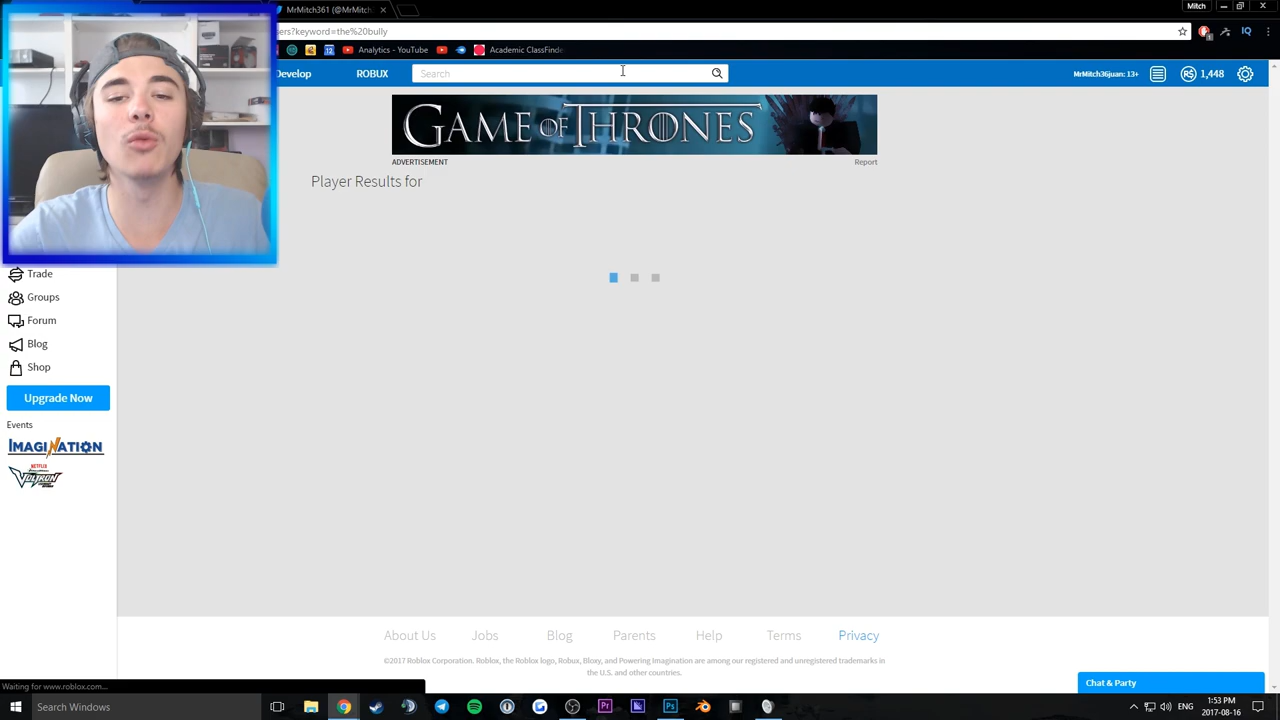 MrMitch361 (@MrMitch
Mitch
ers?keyword=the%20bully
Analytics - YouTube
Academic ClassFinde
Develop
ROBUX
Search
MrMitch36juan: 13+
R$ 1,448
GAME OF THRONES
ADVERTISEMENT
Report
Player Results for
Trade
Groups
Forum
Blog
Shop
Upgrade Now
Events
IMAGINATION
NETFLIX
VOLTRON
About Us
Jobs
Blog
Parents
Help
Terms
Privacy
©2017 Roblox Corporation. Roblox, the Roblox logo, Robux, Bloxy, and Powering Imagination are among our registered and unregistered trademarks in
the U.S. and other countries.
Chat & Party
Waiting for www.roblox.com...
Search Windows
ENG
1:53 PM
2017-08-16